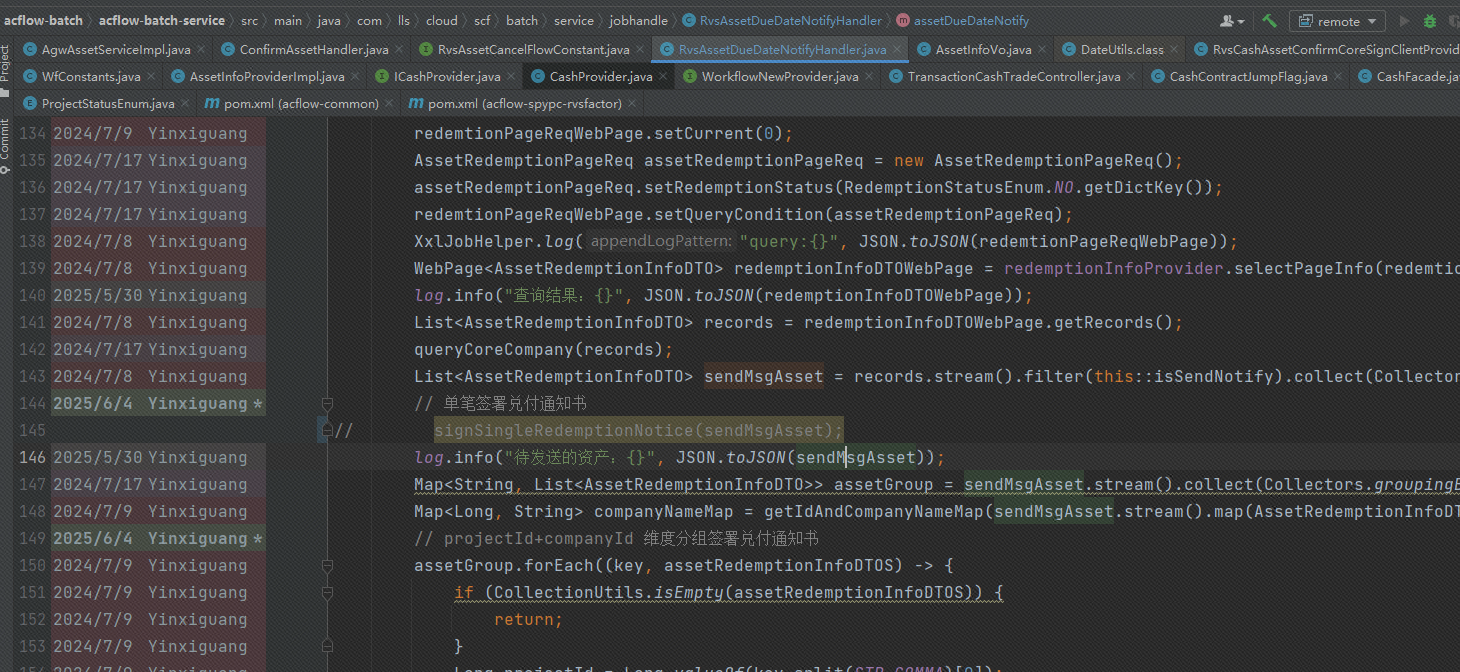 acflow-batch acflow-batch-service src main java com lls cloud scf batch service jobhandle RvsAssetDueDateNotifyHandler assetDueDateNotify remote
AgwAssetServiceImpl.java ConfirmAssetHandler.java RvsAssetCancelFlowConstant.java RvsAssetDueDateNotifyHandler.java AssetInfoVo.java DateUtils.class RvsCashAssetConfirmCoreSignClientProvid
Project
WfConstants.java AssetInfoProviderImpl.java ICashProvider.java CashProvider.java WorkflowNewProvider.java TransactionCashTradeController.java CashContractJumpFlag.java CashFacade.ja
ProjectStatusEnum.java pom.xml (acflow-common) pom.xml (acflow-spypc-rvsfactor)
Commit
134 2024/7/9 Yinxiguang redemtionPageReqWebPage.setCurrent(0);
135 2024/7/17 Yinxiguang AssetRedemptionPageReq assetRedemptionPageReq = new AssetRedemptionPageReq();
136 2024/7/17 Yinxiguang assetRedemptionPageReq.setRedemptionStatus(RedemptionStatusEnum.NO.getDictKey());
137 2024/7/17 Yinxiguang redemtionPageReqWebPage.setQueryCondition(assetRedemptionPageReq);
138 2024/7/8 Yinxiguang XxlJobHelper.log( appendLogPattern: "query:{}", JSON.toJSON(redemtionPageReqWebPage));
139 2024/7/8 Yinxiguang WebPage<AssetRedemptionInfoDTO> redemptionInfoDTOWebPage = redemptionInfoProvider.selectPageInfo(redemtio
140 2025/5/30 Yinxiguang log.info("查询结果：{}", JSON.toJSON(redemptionInfoDTOWebPage));
141 2024/7/8 Yinxiguang List<AssetRedemptionInfoDTO> records = redemptionInfoDTOWebPage.getRecords();
142 2024/7/17 Yinxiguang queryCoreCompany(records);
143 2024/7/8 Yinxiguang List<AssetRedemptionInfoDTO> sendMsgAsset = records.stream().filter(this::isSendNotify).collect(Collector
144 2025/6/4 Yinxiguang * // 单笔签署兑付通知书
145 // signSingleRedemptionNotice(sendMsgAsset);
146 2025/5/30 Yinxiguang log.info("待发送的资产：{}", JSON.toJSON(sendMsgAsset));
147 2024/7/17 Yinxiguang Map<String, List<AssetRedemptionInfoDTO>> assetGroup = sendMsgAsset.stream().collect(Collectors.groupingB
148 2024/7/9 Yinxiguang Map<Long, String> companyNameMap = getIdAndCompanyNameMap(sendMsgAsset.stream().map(AssetRedemptionInfoDT
149 2025/6/4 Yinxiguang * // projectId+companyId 维度分组签署兑付通知书
150 2024/7/9 Yinxiguang assetGroup.forEach((key, assetRedemptionInfoDTOS) -> {
151 2024/7/9 Yinxiguang if (CollectionUtils.isEmpty(assetRedemptionInfoDTOS)) {
152 2024/7/9 Yinxiguang return;
153 2024/7/9 Yinxiguang }